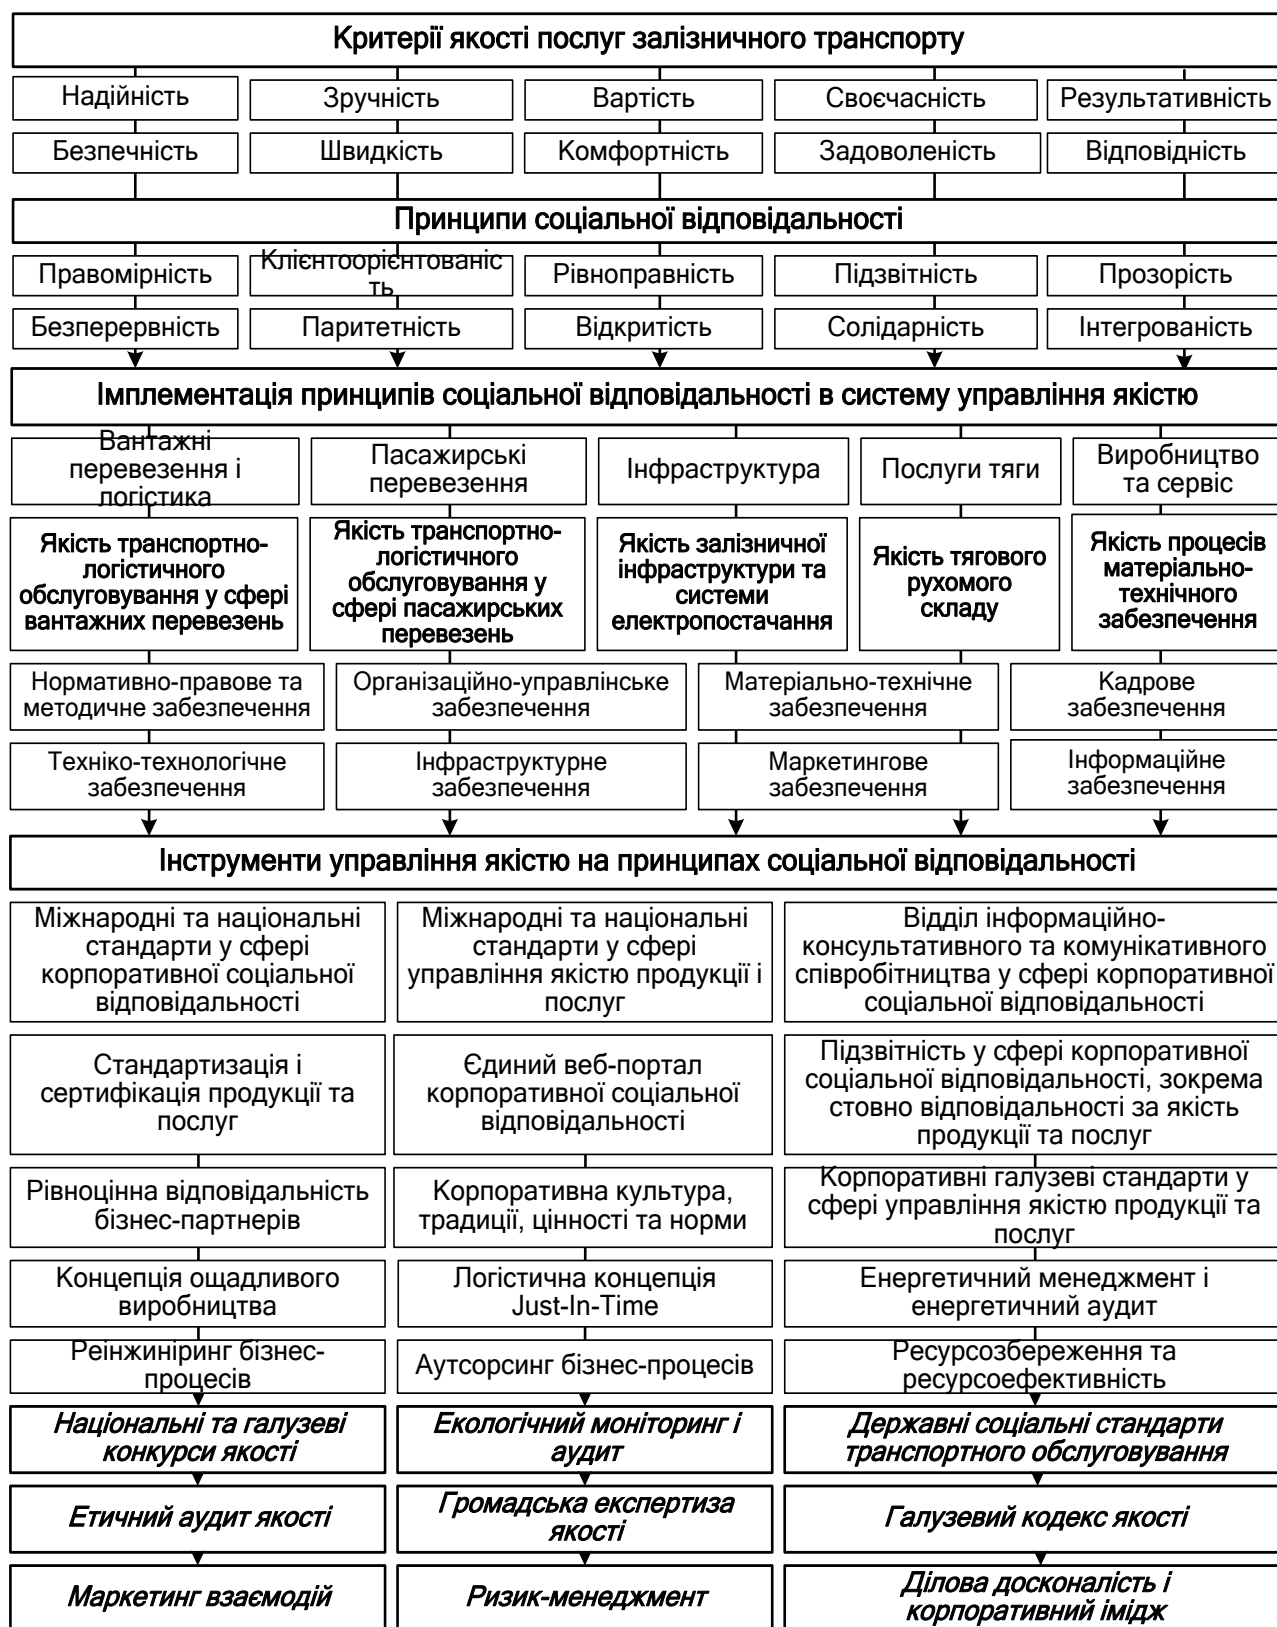 Критерії якості послуг залізничного транспорту
Надійність
Зручність
Вартість
Своєчасність
Результативність
Безпечність
Швидкість
Комфортність
Задоволеність
Відповідність
Принципи соціальної відповідальності
Правомірність
Клієнтоорієнтованіс
ть
Рівноправність
Підзвітність
Прозорість
Безперервність
Паритетність
Відкритість
Солідарність
Інтегрованість
Імплементація принципів соціальної відповідальності в систему управління якістю
Вантажні
перевезення і
логістика
Пасажирські
перевезення
Інфраструктура
Послуги тяги
Виробництво
та сервіс
Якість транспортно-
логістичного
обслуговування у сфері
вантажних перевезень
Якість транспортно-
логістичного
обслуговування у
сфері пасажирських
перевезень
Якість залізничної
інфраструктури та
системи
електропостачання
Якість тягового
рухомого
складу
Якість процесів
матеріально-
технічного
забезпечення
Нормативно-правове та
методичне забезпечення
Організаційно-управлінське
забезпечення
Матеріально-технічне
забезпечення
Кадрове
забезпечення
Техніко-технологічне
забезпечення
Інфраструктурне
забезпечення
Маркетингове
забезпечення
Інформаційне
забезпечення
Інструменти управління якістю на принципах соціальної відповідальності
Міжнародні та національні
стандарти у сфері
корпоративної соціальної
відповідальності
Міжнародні та національні
стандарти у сфері
управління якістю продукції і
послуг
Відділ інформаційно-
консультативного та комунікативного
співробітництва у сфері корпоративної
соціальної відповідальності
Стандартизація і
сертифікація продукції та
послуг
Єдиний веб-портал
корпоративної соціальної
відповідальності
Підзвітність у сфері корпоративної
соціальної відповідальності, зокрема
стовно відповідальності за якість
продукції та послуг
Рівноцінна відповідальність
бізнес-партнерів
Корпоративна культура,
традиції, цінності та норми
Корпоративні галузеві стандарти у
сфері управління якістю продукції та
послуг
Концепція ощадливого
виробництва
Логістична концепція
Just-In-Time
Енергетичний менеджмент і
енергетичний аудит
Реінжиніринг бізнес-
процесів
Аутсорсинг бізнес-процесів
Ресурсозбереження та
ресурсоефективність
Національні та галузеві
конкурси якості
Екологічний моніторинг і
аудит
Державні соціальні стандарти
транспортного обслуговування
Етичний аудит якості
Громадська експертиза
якості
Галузевий кодекс якості
Маркетинг взаємодій
Ризик-менеджмент
Ділова досконалість і
корпоративний імідж